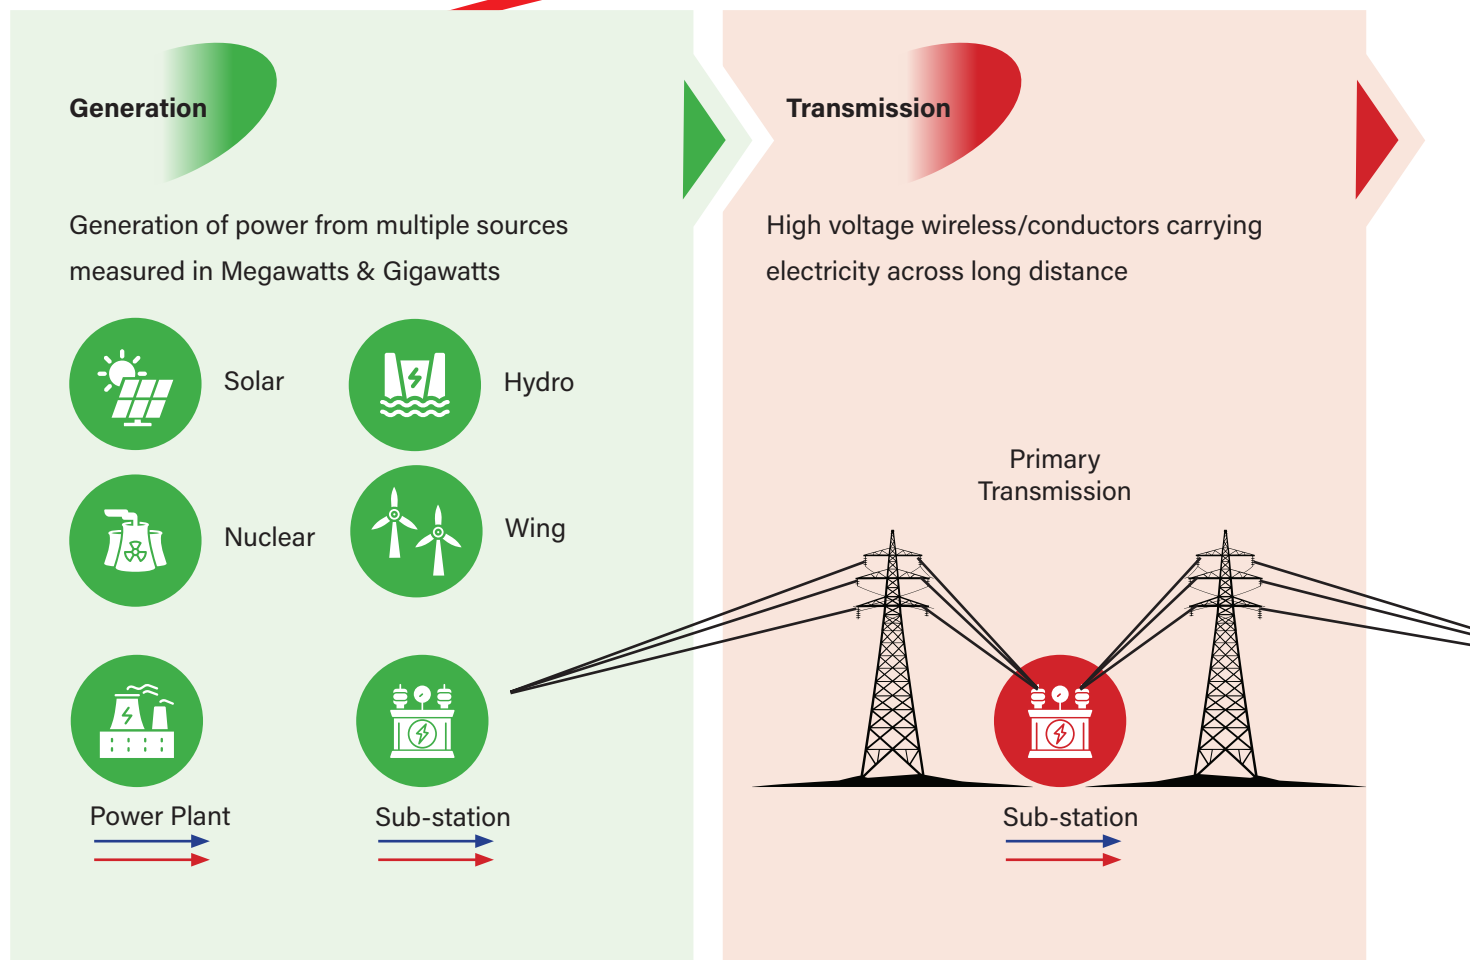 Generation
Generation of power from multiple sources
measured in Megawatts & Gigawatts
Solar
Hydro
Nuclear
Wing
Power Plant
Sub-station
Transmission
High voltage wireless/conductors carrying
electricity across long distance
Primary
Transmission
Sub-station